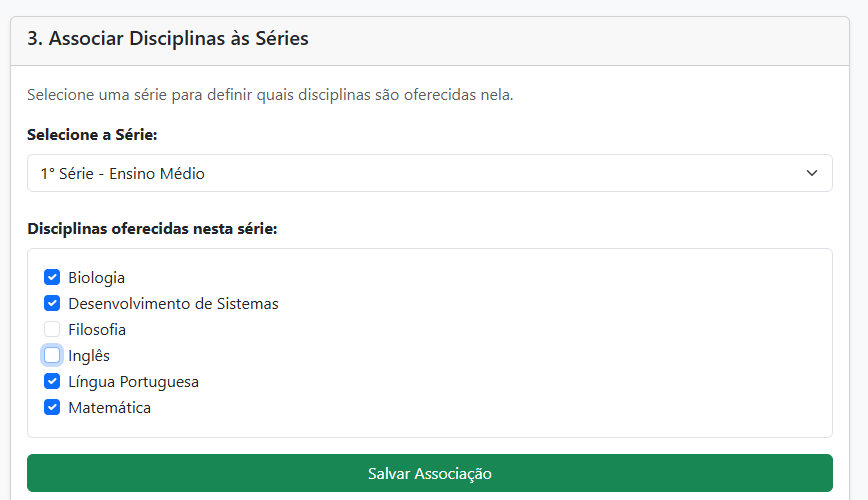 3. Associar Disciplinas às Séries
Selecione uma série para definir quais disciplinas são oferecidas nela.
Selecione a Série:
1° Série - Ensino Médio
Disciplinas oferecidas nesta série:
Biologia
Desenvolvimento de Sistemas
Filosofia
Inglês
Língua Portuguesa
Matemática
Salvar Associação